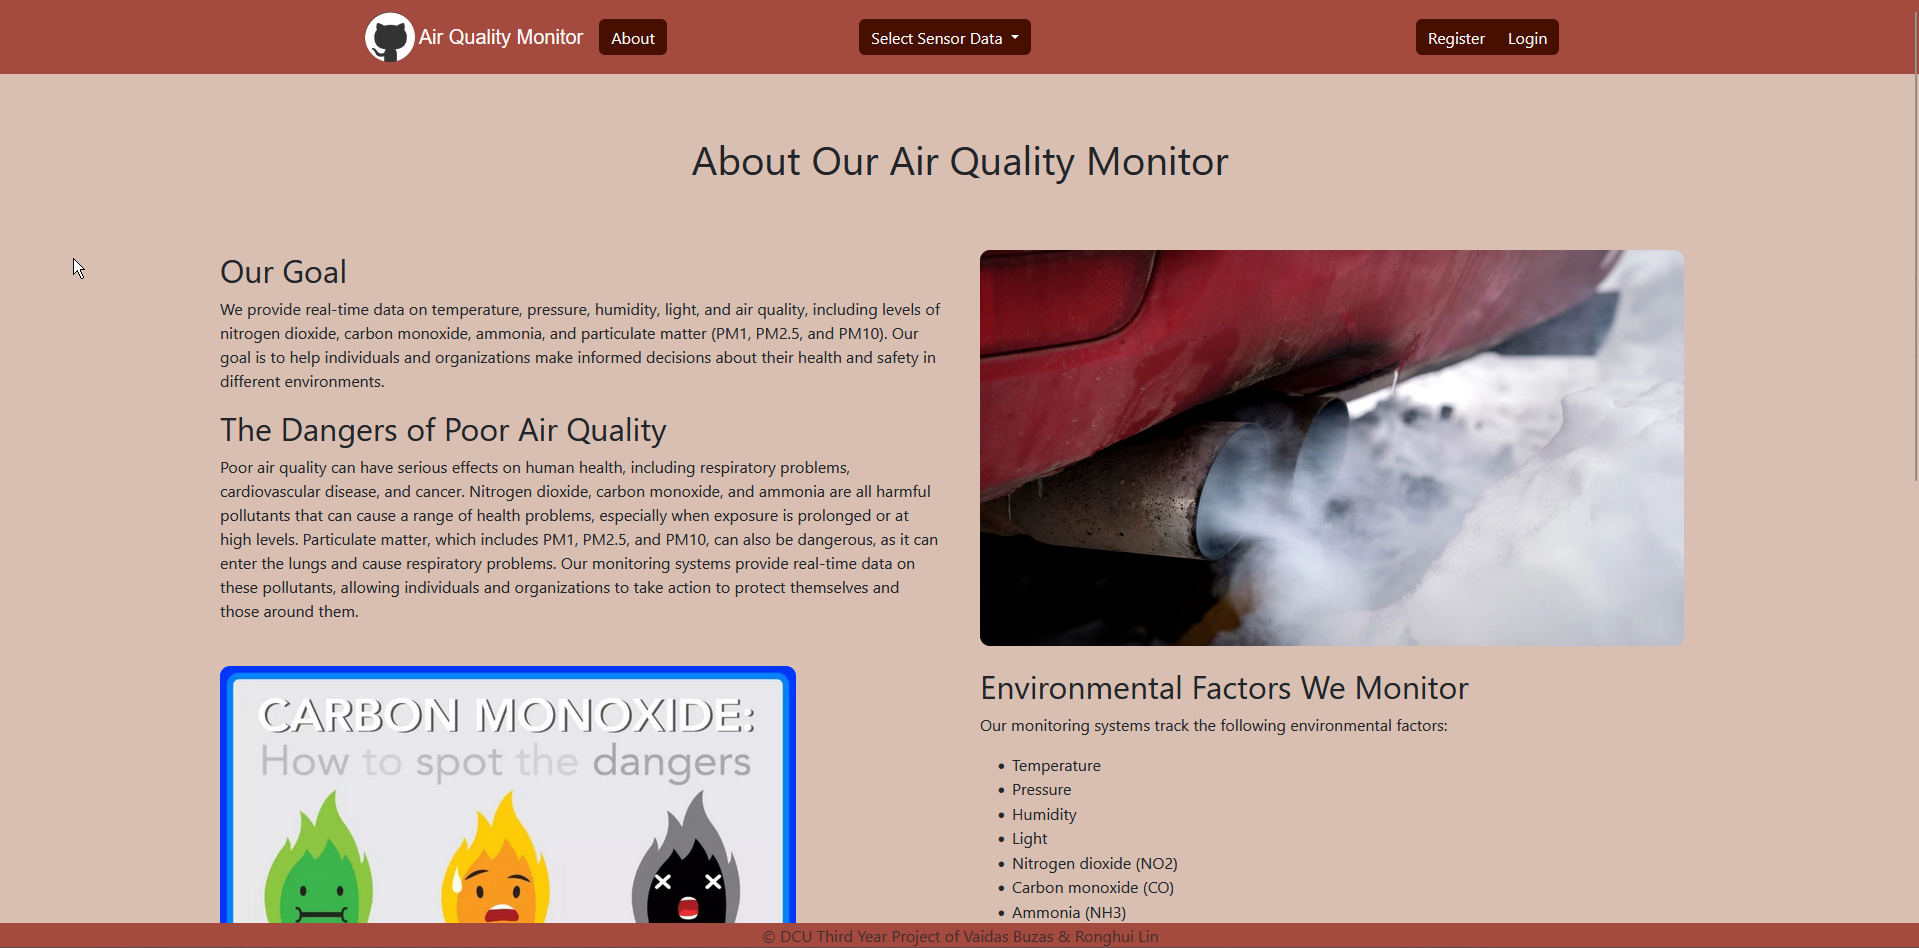 Air Quality Monitor
About
Select Sensor Data
Register
Login
About Our Air Quality Monitor
Our Goal
We provide real-time data on temperature, pressure, humidity, light, and air quality, including levels of
nitrogen dioxide, carbon monoxide, ammonia, and particulate matter (PM1, PM2.5, and PM10). Our
goal is to help individuals and organizations make informed decisions about their health and safety in
different environments.
The Dangers of Poor Air Quality
Poor air quality can have serious effects on human health, including respiratory problems,
cardiovascular disease, and cancer. Nitrogen dioxide, carbon monoxide, and ammonia are all harmful
pollutants that can cause a range of health problems, especially when exposure is prolonged or at
high levels. Particulate matter, which includes PM1, PM2.5, and PM10, can also be dangerous, as it can
enter the lungs and cause respiratory problems. Our monitoring systems provide real-time data on
these pollutants, allowing individuals and organizations to take action to protect themselves and
those around them.
CARBON MONOXIDE:
How to spot the dangers
Environmental Factors We Monitor
Our monitoring systems track the following environmental factors:
• Temperature
• Pressure
• Humidity
• Light
• Nitrogen dioxide (NO2)
• Carbon monoxide (CO)
• Ammonia (NH3)
© DCU Third Year Project of Vaidas Buzas & Ronghui Lin